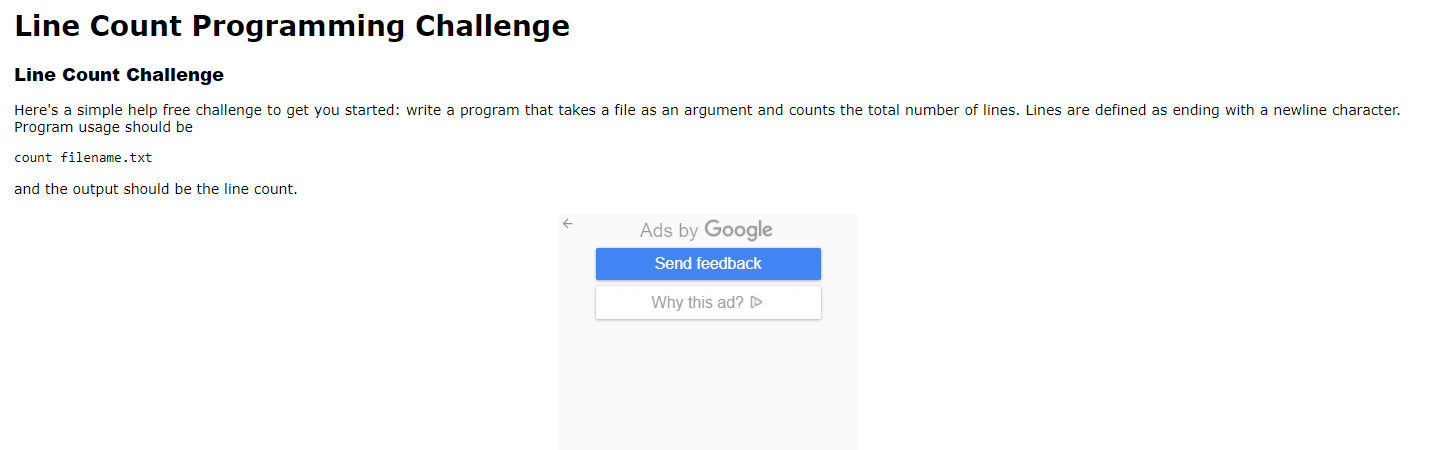 Line Count Programming Challenge
Line Count Challenge
Here's a simple help free challenge to get you started: write a program that takes a file as an argument and counts the total number of lines. Lines are defined as ending with a newline character.
Program usage should be
count filename.txt
and the output should be the line count.
Ads by Google
Send feedback
Why this ad?